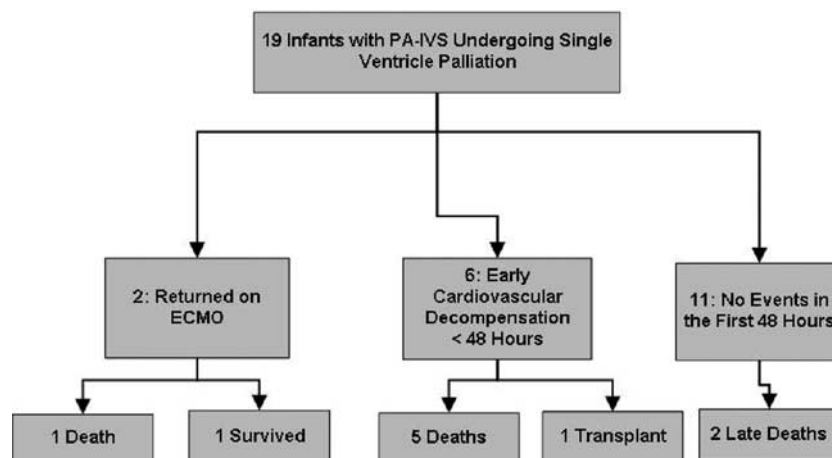 19 Infants with PA-IVS Undergoing Single
Ventricle Palliation
2: Returned on
ECMO
6: Early
Cardiovascular
Decompensation
< 48 Hours
11: No Events in
the First 48 Hours
1 Death
1 Survived
5 Deaths
1 Transplant
2 Late Deaths